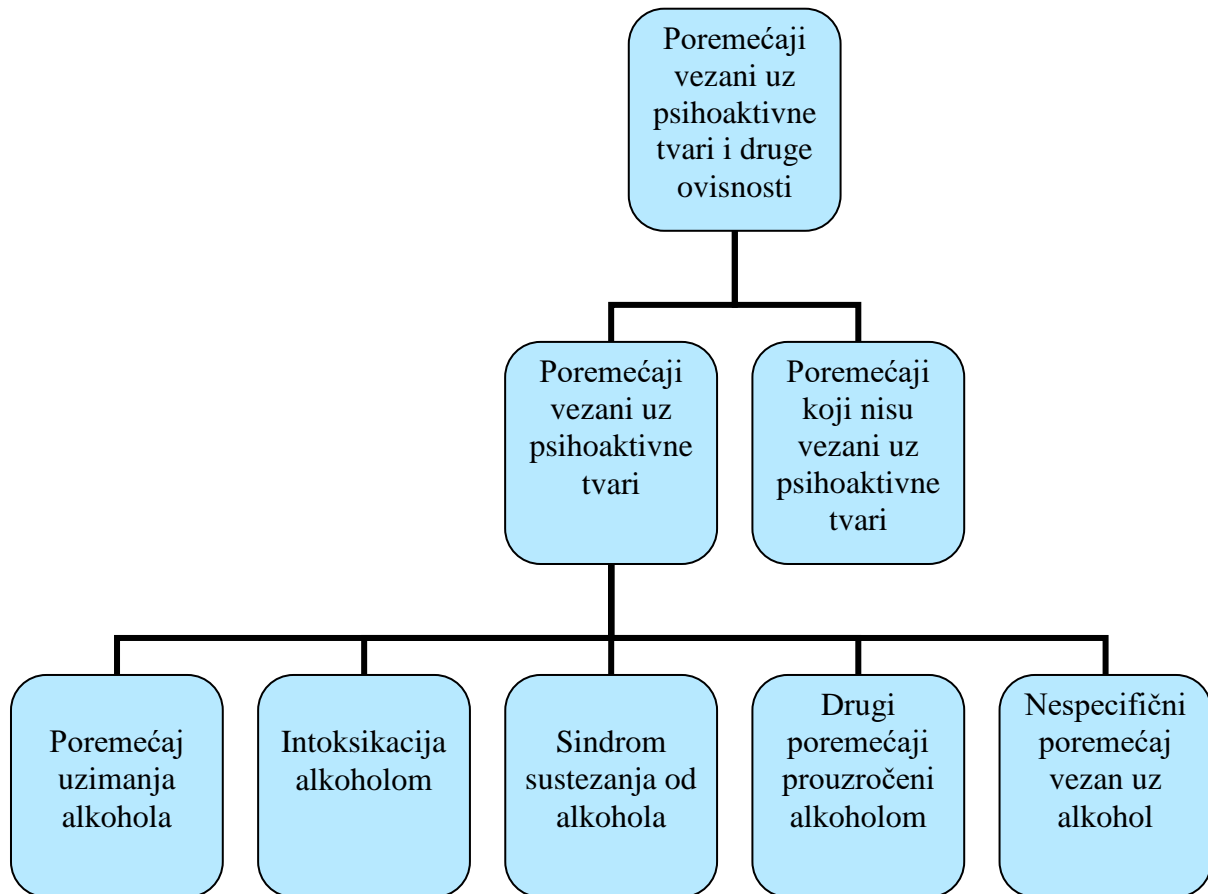 Poremećaji
vezani uz
psihoaktivne
tvari i druge
ovisnosti
Poremećaji
vezani uz
psihoaktivne
tvari
Poremećaji
koji nisu
vezani uz
psihoaktivne
tvari
Poremećaj
uzimanja
alkohola
Intoksikacija
alkoholom
Sindrom
sustezanja od
alkohola
Drugi
poremećaji
prouzročeni
alkoholom
Nespecifični
poremećaj
vezan uz
alkohol